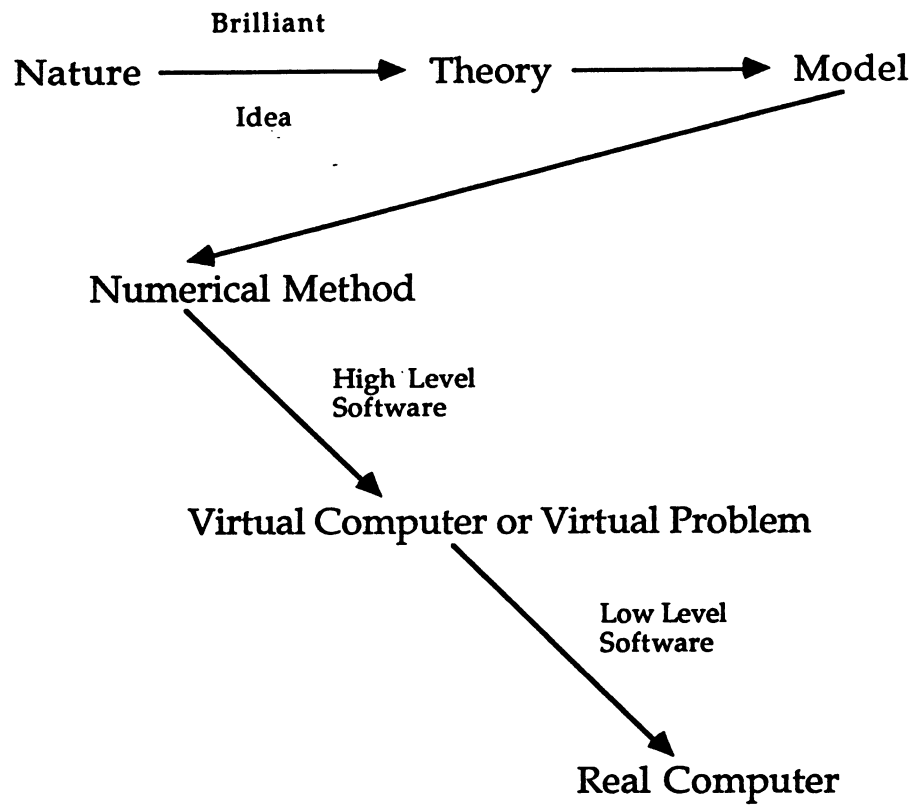 Brilliant
Nature
Theory
Model
Idea
Numerical Method
High Level
Software
Virtual Computer or Virtual Problem
Low Level
Software
Real Computer